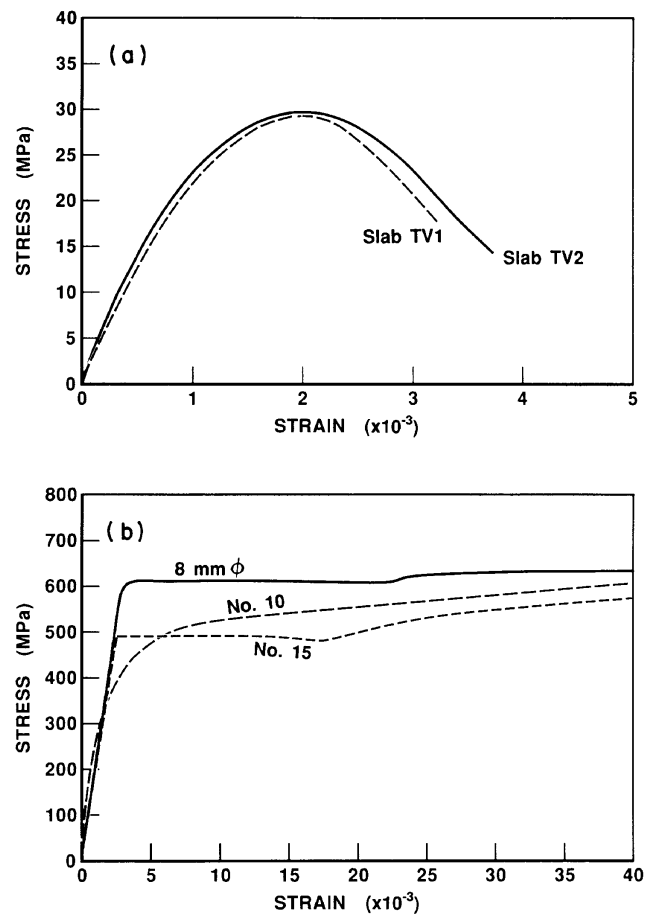 (a)
40
35
30
25
20
15
10
5
0
STRESS (MPa)
Slab TV1
Slab TV2
0 1 2 3 4 5
STRAIN (x10⁻³)
(b)
800
700
600
500
400
300
200
100
0
STRESS (MPa)
8 mm ϕ
No. 10
No. 15
0 5 10 15 20 25 30 35 40
STRAIN (x10⁻³)